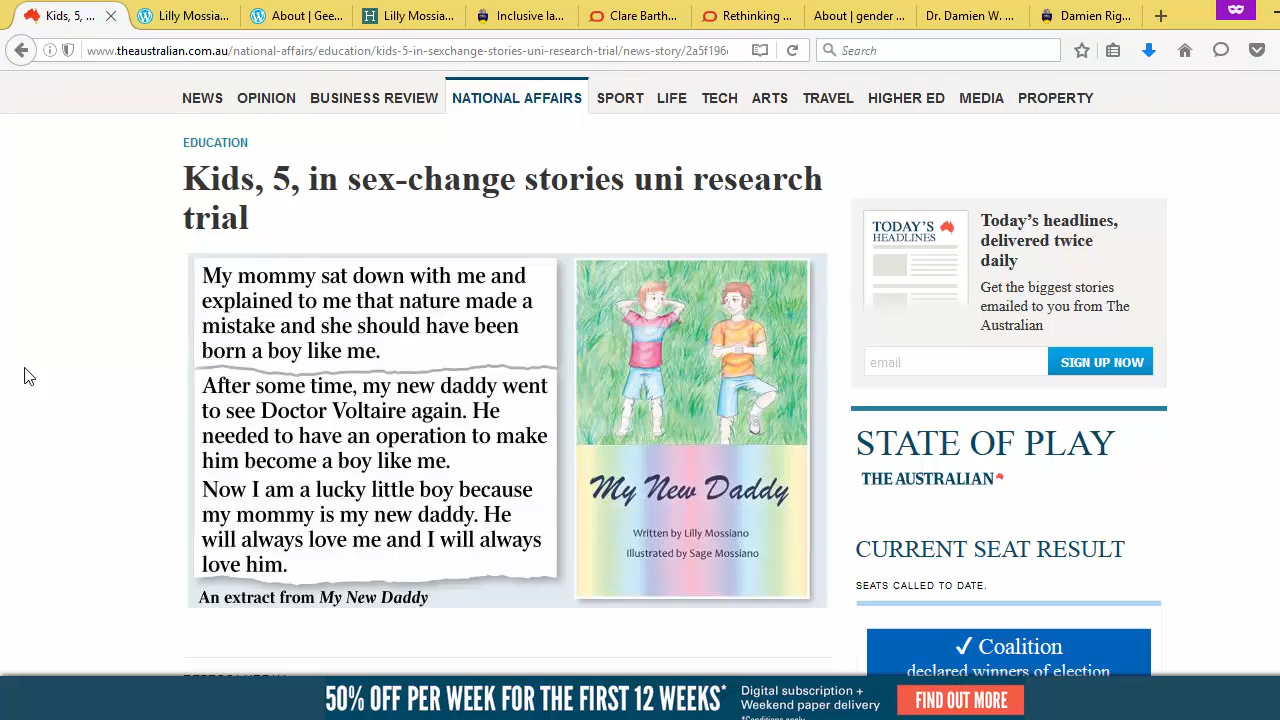 Kids, 5, ...
Lilly Mossia...
About | Gee...
Lilly Mossia...
Inclusive la...
Clare Barth...
Rethinking ...
About | gender ...
Dr. Damien W. ...
Damien Rig...
www.theaustralian.com.au/national-affairs/education/kids-5-in-sexchange-stories-uni-research-trial/news-story/2a5f196
Search
NEWS OPINION BUSINESS REVIEW NATIONAL AFFAIRS SPORT LIFE TECH ARTS TRAVEL HIGHER ED MEDIA PROPERTY
EDUCATION
Kids, 5, in sex-change stories uni research
trial
My mommy sat down with me and
explained to me that nature made a
mistake and she should have been
born a boy like me.
After some time, my new daddy went
to see Doctor Voltaire again. He
needed to have an operation to make
him become a boy like me.
Now I am a lucky little boy because
my mommy is my new daddy. He
will always love me and I will always
love him.
An extract from My New Daddy
My New Daddy
Written by Lilly Mossiano
Illustrated by Sage Mossiano
TODAY'S
HEADLINES
Today's headlines,
delivered twice
daily
Get the biggest stories
emailed to you from The
Australian
email
SIGN UP NOW
STATE OF PLAY
THE AUSTRALIAN
CURRENT SEAT RESULT
SEATS CALLED TO DATE.
✓ Coalition
declared winners of election
50% OFF PER WEEK FOR THE FIRST 12 WEEKS*
Digital subscription +
Weekend paper delivery
*Conditions apply
FIND OUT MORE